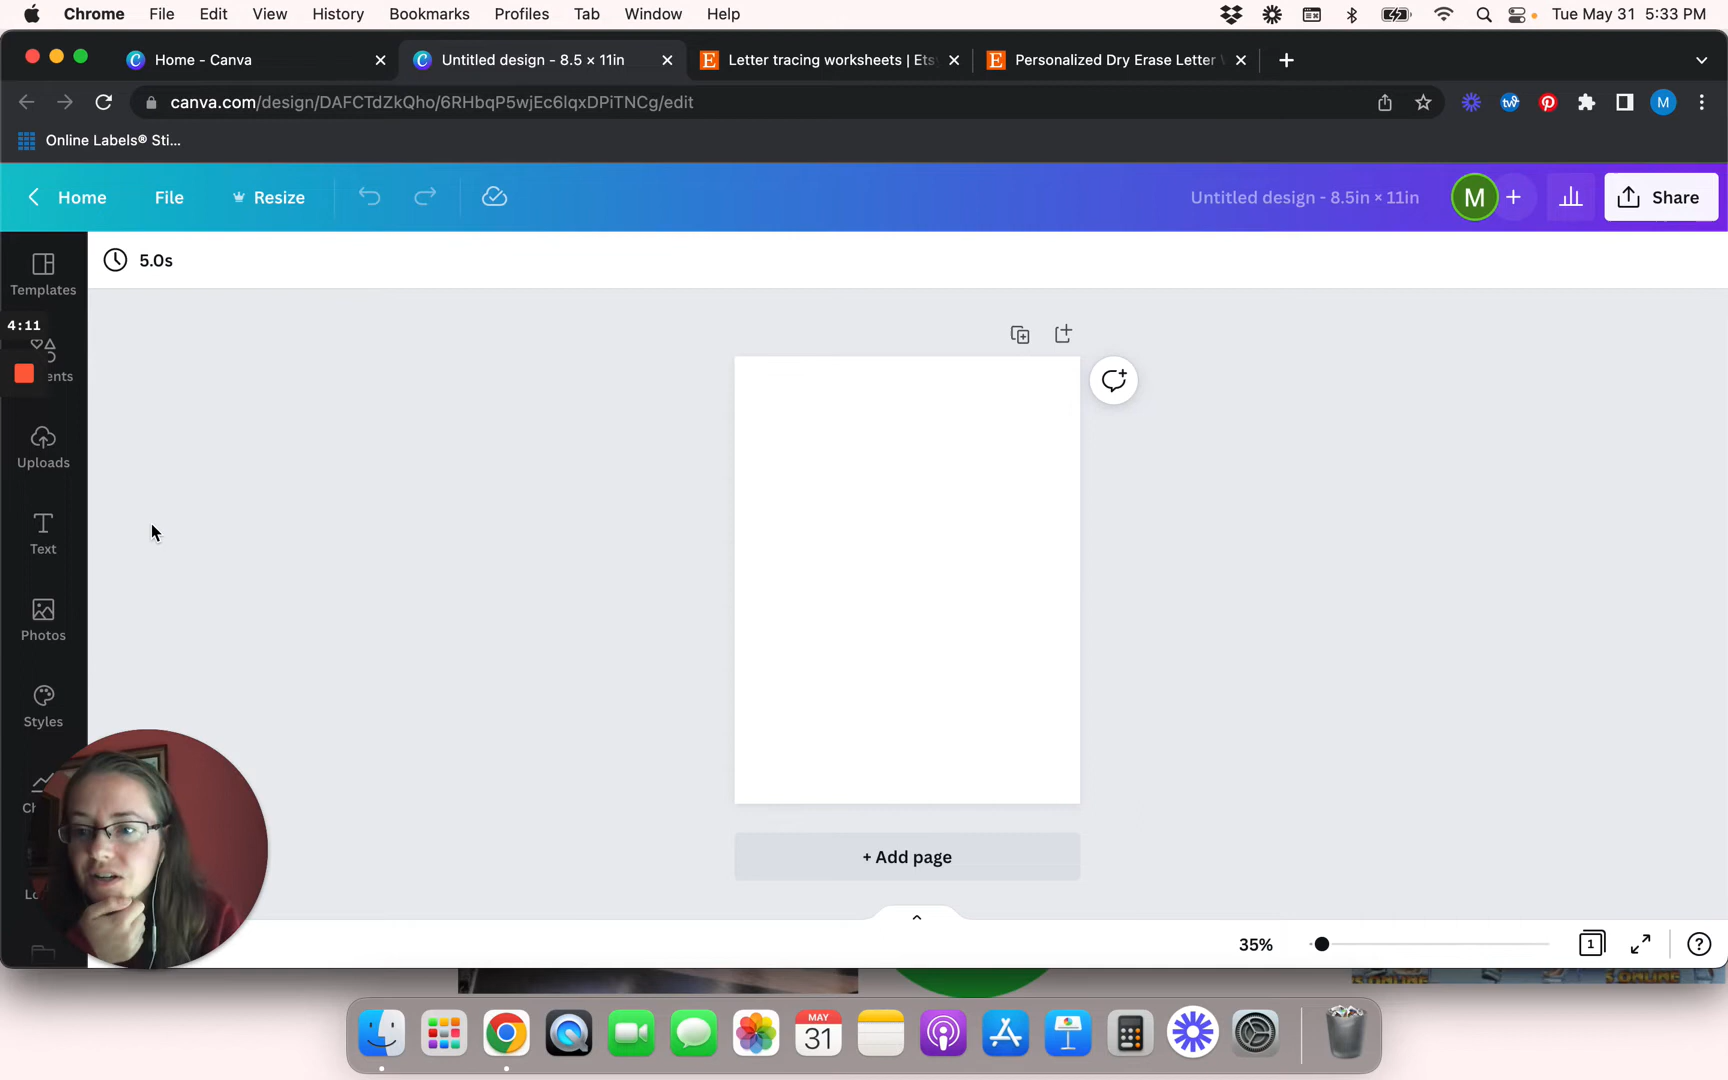 Chrome File Edit View History Bookmarks Profiles Tab Window Help Tue May 31 5:33 PM
Home - Canva Untitled design - 8.5 × 11in Letter tracing worksheets | Etsy Personalized Dry Erase Letter
canva.com/design/DAFCTdZkQho/6RHbqP5wjEc6lqxDPiTNCg/edit M
Online Labels® Sti...
Home File Resize Untitled design - 8.5in × 11in M + Share
5.0s
Templates
4:11
ents
Uploads
Text
Photos
Styles
Ch
Lo
+ Add page
35% 1 ?
MAY
31